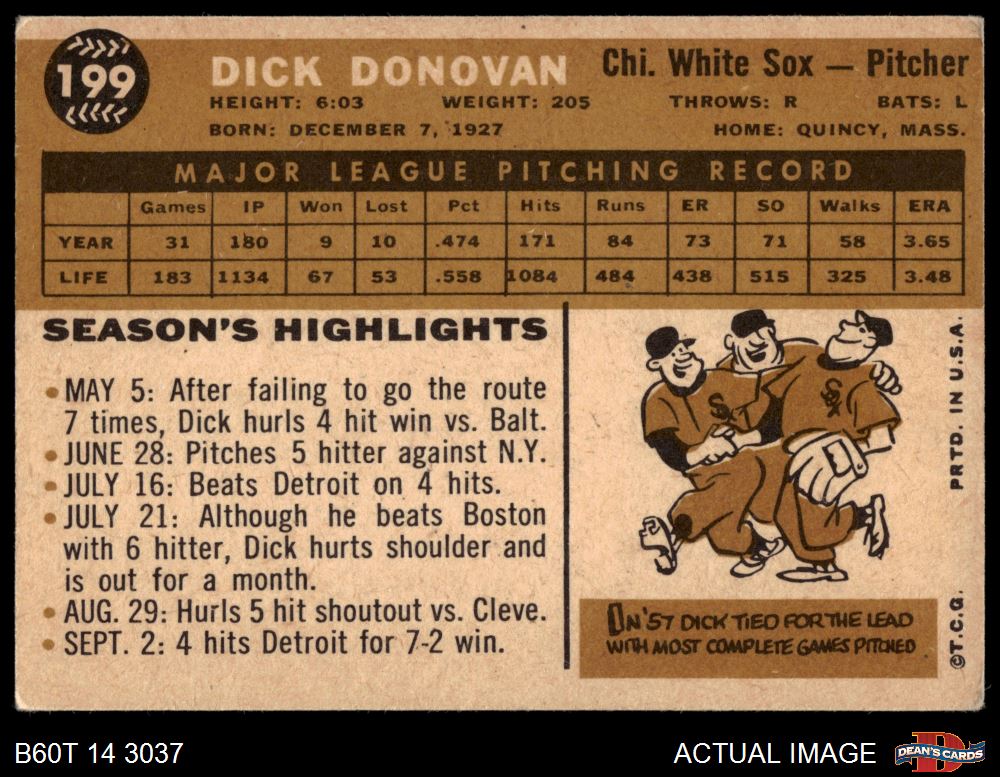 199
DICK DONOVAN
Chi. White Sox — Pitcher
HEIGHT: 6:03 WEIGHT: 205 THROWS: R BATS: L
BORN: DECEMBER 7, 1927 HOME: QUINCY, MASS.
MAJOR LEAGUE PITCHING RECORD
Games IP Won Lost Pct Hits Runs ER SO Walks ERA
YEAR 31 180 9 10 .474 171 84 73 71 58 3.65
LIFE 183 1134 67 53 .558 1084 484 438 515 325 3.48
SEASON'S HIGHLIGHTS
• MAY 5: After failing to go the route
7 times, Dick hurls 4 hit win vs. Balt.
• JUNE 28: Pitches 5 hitter against N.Y.
• JULY 16: Beats Detroit on 4 hits.
• JULY 21: Although he beats Boston
with 6 hitter, Dick hurts shoulder and
is out for a month.
• AUG. 29: Hurls 5 hit shoutout vs. Cleve.
• SEPT. 2: 4 hits Detroit for 7-2 win.
SOX
SOX
IN '57 DICK TIED FOR THE LEAD
WITH MOST COMPLETE GAMES PITCHED
©T.C.G. PRTD. IN U.S.A.
B60T 14 3037
ACTUAL IMAGE
D
DEAN'S CARDS